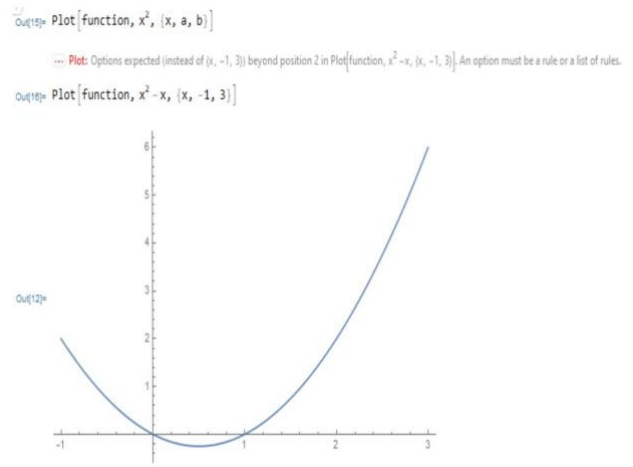 Out[15]= Plot[function, x², {x, a, b}]
Plot: Options expected (instead of {x, -1, 3}) beyond position 2 in Plot[function, x² -x, {x, -1, 3}]. An option must be a rule or a list of rules.
Out[16]= Plot[function, x² - x, {x, -1, 3}]
6
5
4
3
Out[12]=
2
1
-1 1 2 3